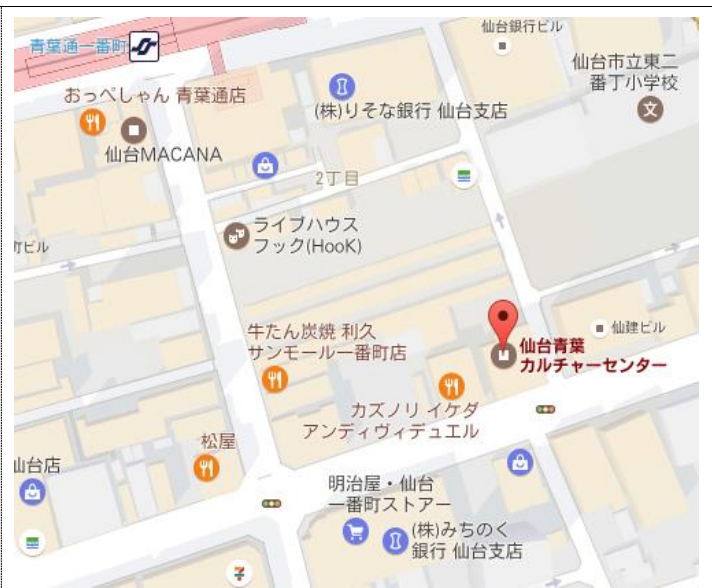 仙台銀行ビル
青葉通一番町
仙台市立東二
番丁小学校
おっぺしゃん 青葉通店
(株)りそな銀行 仙台支店
仙台MACANA
2丁目
ライブハウス
フック(HooK)
町ビル
仙建ビル
牛たん炭焼 利久
サンモール一番町店
仙台青葉
カルチャーセンター
カズノリ イケダ
アンディヴィデュエル
松屋
仙台店
明治屋・仙台
一番町ストアー
(株)みちのく
銀行 仙台支店